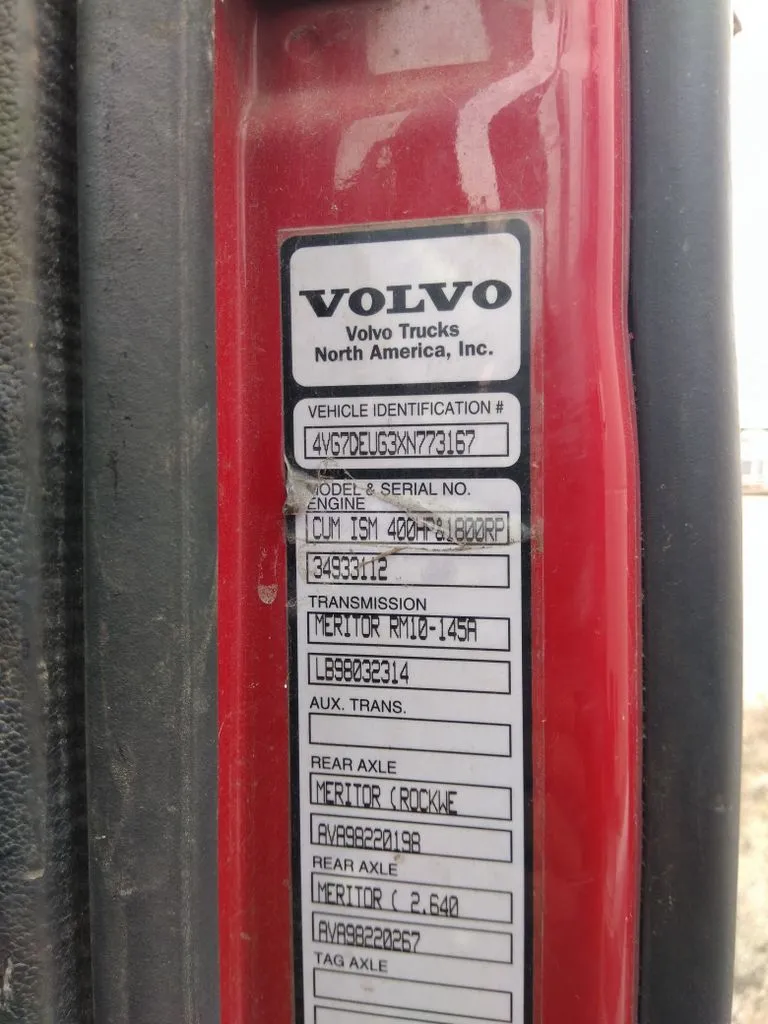 VOLVO
Volvo Trucks
North America, Inc.
VEHICLE IDENTIFICATION #
4VG7DEUG3XN773167
MODEL & SERIAL NO.
ENGINE
CUM ISM 400HP&1800RP
34933112
TRANSMISSION
MERITOR RM10-145A
LB98032314
AUX. TRANS.
REAR AXLE
MERITOR (ROCKWE
AVA98220198
REAR AXLE
MERITOR ( 2.640
AVA98220267
TAG AXLE